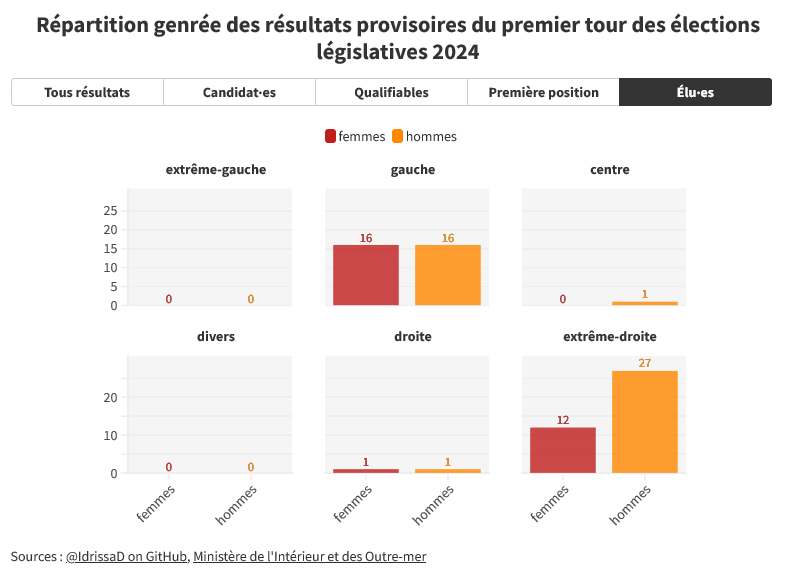 Répartition genrée des résultats provisoires du premier tour des élections
législatives 2024
Tous résultats Candidat·es Qualifiables Première position Élu·es
femmes hommes
extrême-gauche gauche centre
25
20
15
10
5
0
0 0 16 16 0 1
divers droite extrême-droite
20
10
0
0 0 1 1 12 27
femmes hommes femmes hommes femmes hommes
Sources : @IdrissaD on GitHub, Ministère de l'Intérieur et des Outre-mer